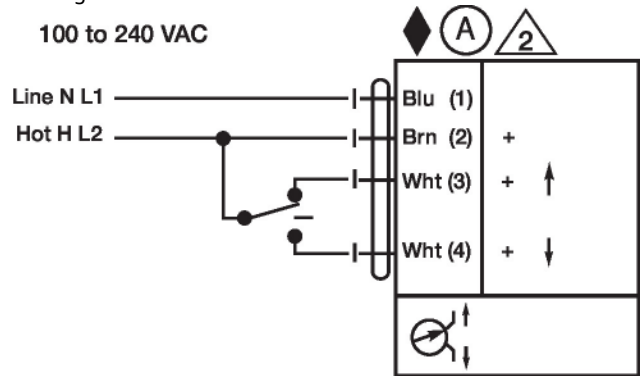 100 to 240 VAC
A
2
Line N L1
Blu (1)
Hot H L2
Brn (2) +
Wht (3) +
Wht (4) +